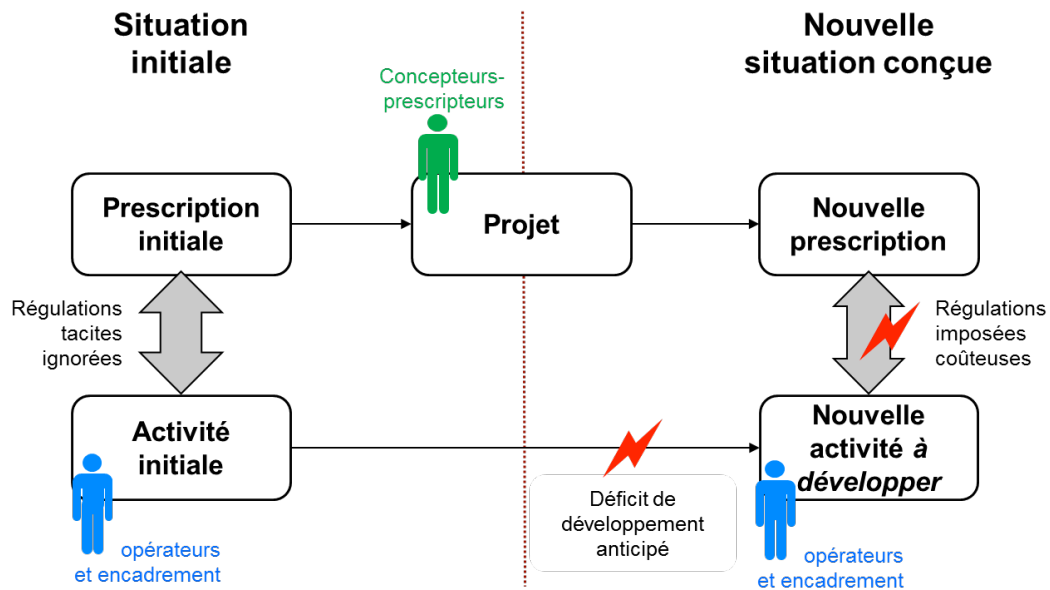 Situation
initiale
Nouvelle
situation conçue
Concepteurs-
prescripteurs
Prescription
initiale
Projet
Nouvelle
prescription
Régulations
tacites
ignorées
Régulations
imposées
coûteuses
Activité
initiale
Nouvelle
activité à
développer
Déficit de
développement
anticipé
opérateurs
et encadrement
opérateurs
et encadrement